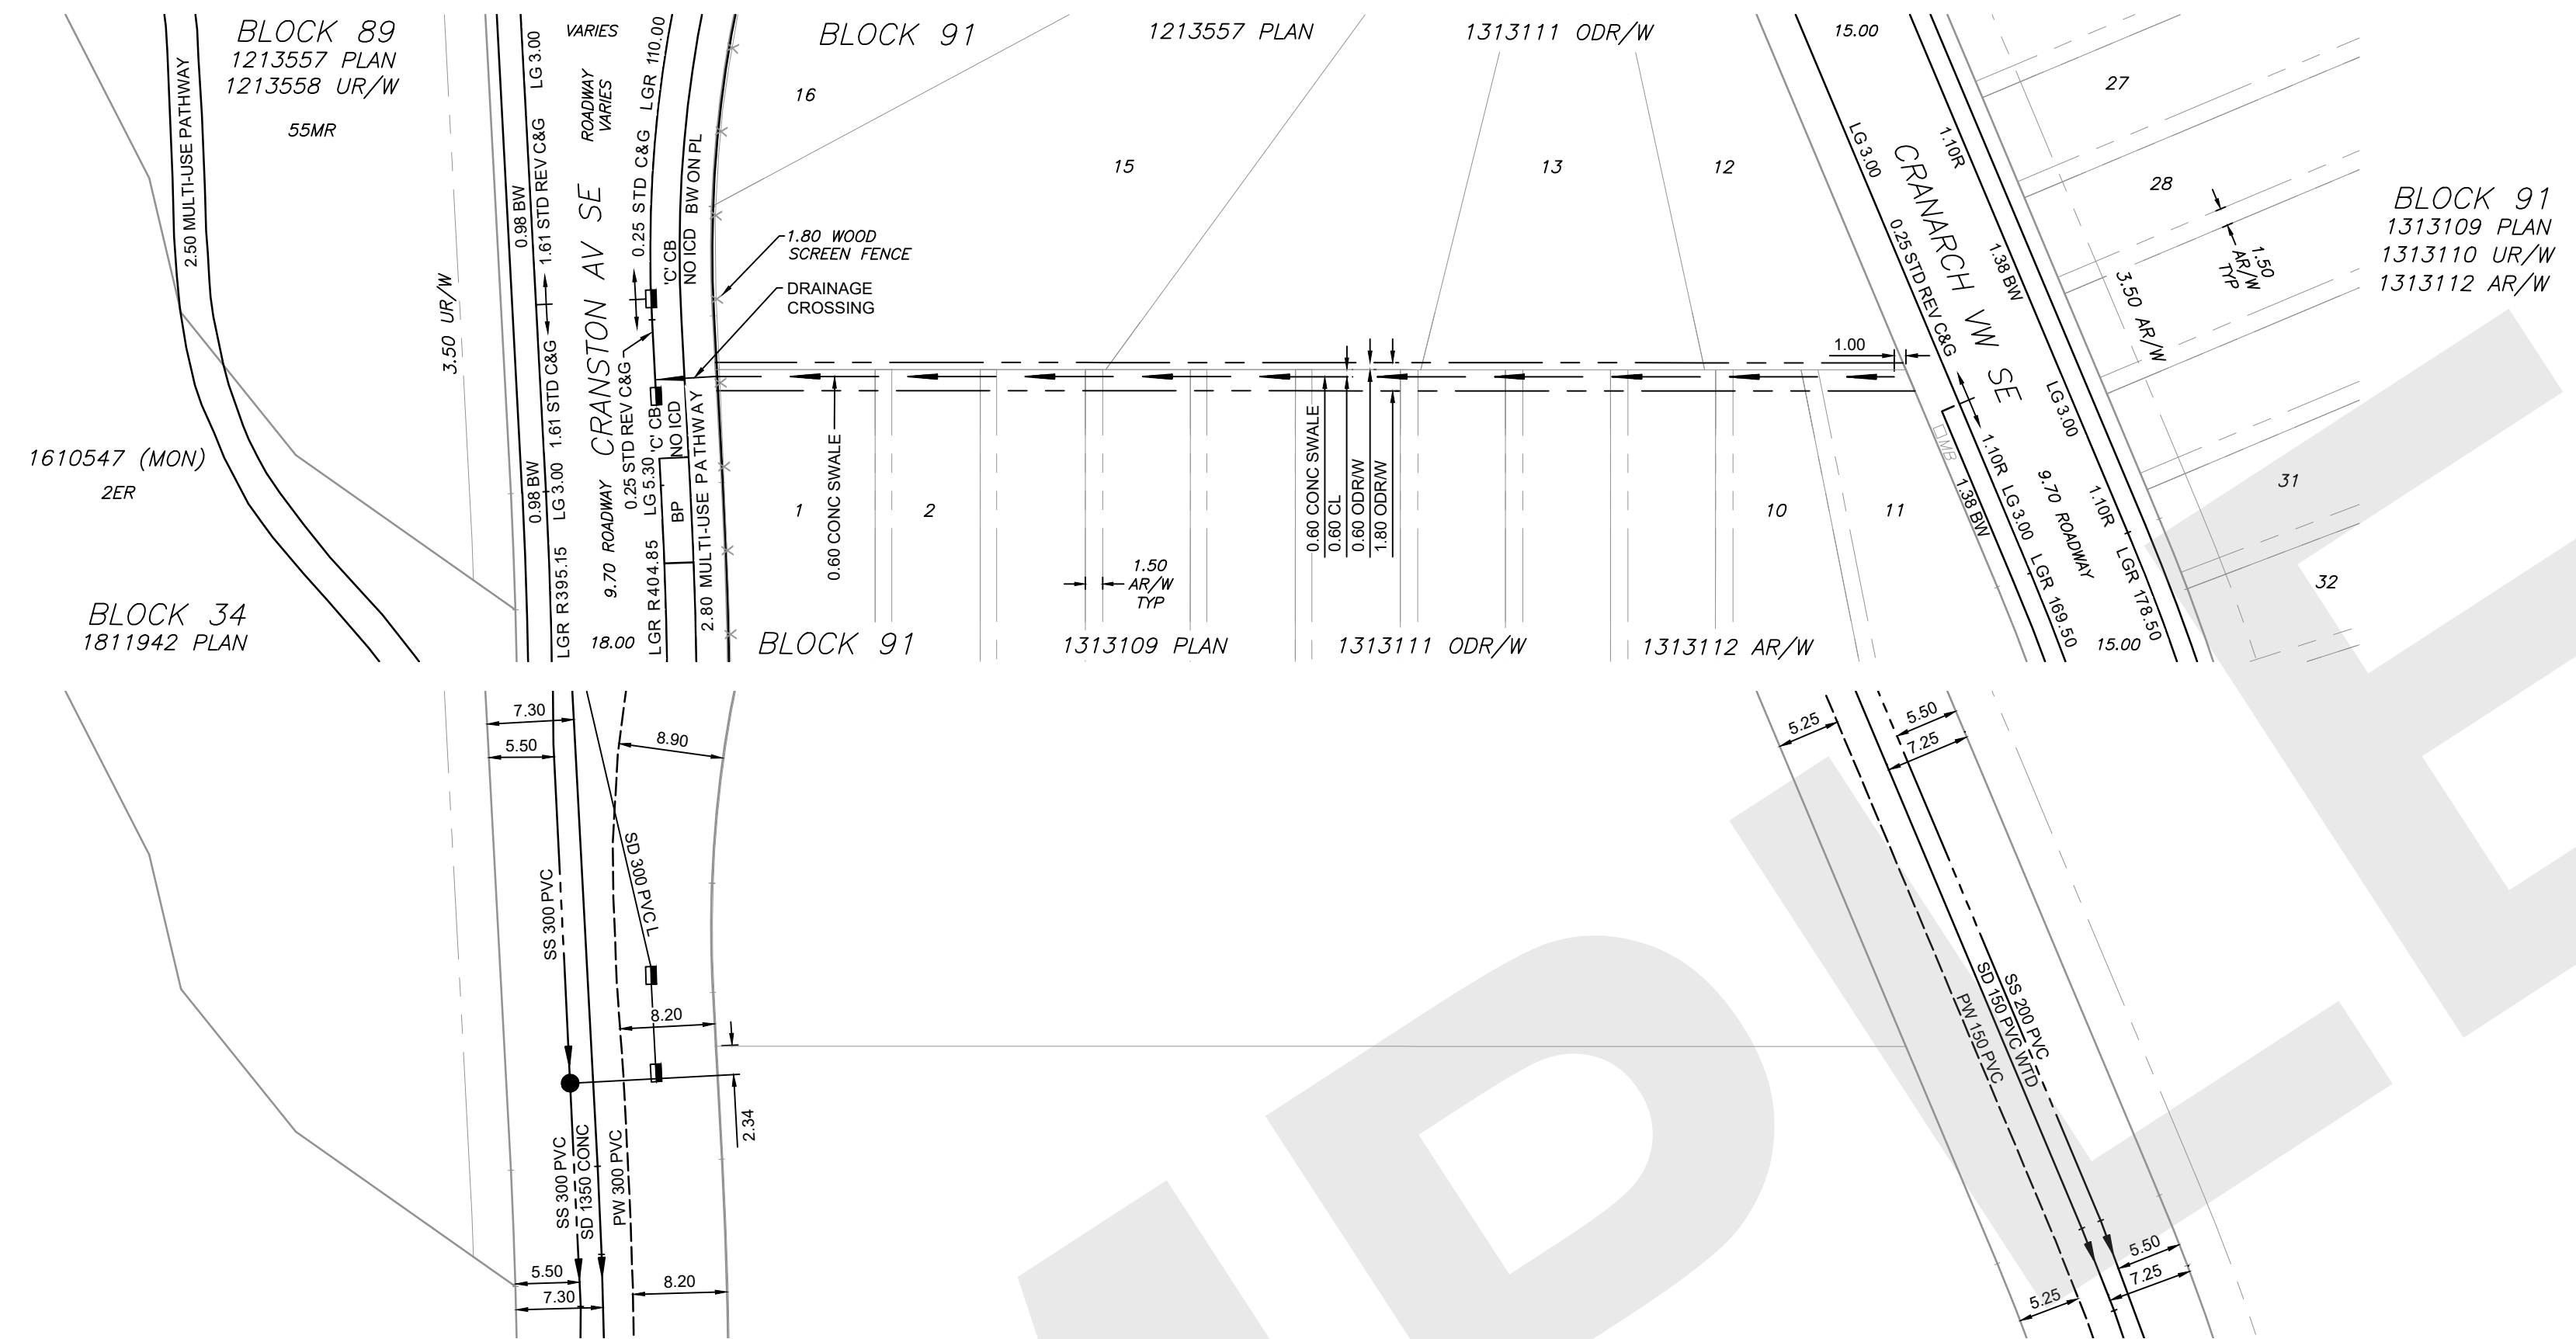 BLOCK 89
1213557 PLAN
1213558 UR/W
55MR
2.50 MULTI-USE PATHWAY
3.50 UR/W
1610547 (MON)
2ER
BLOCK 34
1811942 PLAN
0.98 BW
1.61 STD REV C&G
LG 3.00
0.98 BW
1.61 STD C&G
LG 3.00
LGR R395.15
VARIES
ROADWAY
VARIES
CRANSTON AV SE
9.70 ROADWAY
18.00
0.25 STD C&G
LGR 110.00
0.25 STD REV C&G
LG 5.30
LGR R404.85
'C' CB
NO ICD
BW ON PL
'C' CB
NO ICD
BP
2.80 MULTI-USE PATHWAY
BLOCK 91
1213557 PLAN
1313111 ODR/W
16
15
13
12
1.80 WOOD
SCREEN FENCE
DRAINAGE
CROSSING
1.00
1
0.60 CONC SWALE
2
1.50
AR/W
TYP
0.60 CONC SWALE
0.60 CL
0.60 ODR/W
1.80 ODR/W
10
11
BLOCK 91
1313109 PLAN
1313111 ODR/W
1313112 AR/W
15.00
LG 3.00
0.25 STD REV C&G
CRANARCH VW SE
1.10R
1.38 BW
LG 3.00
1.10R
LGR 178.50
□MB
1.38 BW
1.10R
LG 3.00
LGR 169.50
9.70 ROADWAY
15.00
27
28
31
32
3.50 AR/W
1.50
AR/W
TYP
BLOCK 91
1313109 PLAN
1313110 UR/W
1313112 AR/W
7.30
5.50
8.90
SD 300 PVC L
SS 300 PVC
8.20
2.34
SS 300 PVC
SD 1350 CONC
PW 300 PVC
5.50
7.30
8.20
5.25
5.50
7.25
PW 150 PVC
SD 150 PVC WTD
SS 200 PVC
5.50
7.25
5.25